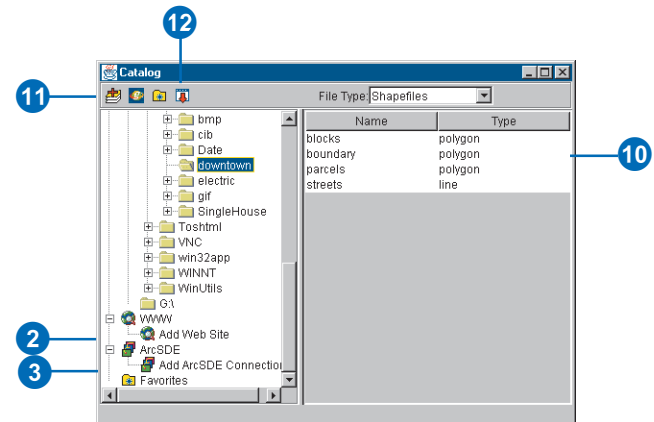 12
Catalog
11
File Type: Shapefiles
bmp
cib
Date
downtown
electric
gif
SingleHouse
Toshtml
VNC
win32app
WINNT
WinUtils
G:\
WWW
Add Web Site
ArcSDE
Add ArcSDE Connection
Favorites
2
3
Name Type
blocks polygon
boundary polygon
parcels polygon
streets line
10